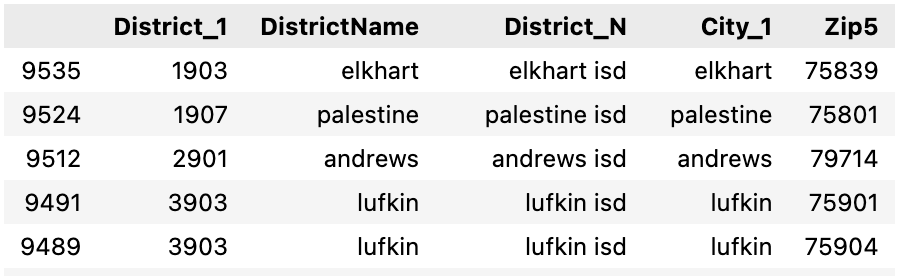 District_1 DistrictName District_N City_1 Zip5
9535 1903 elkhart elkhart isd elkhart 75839
9524 1907 palestine palestine isd palestine 75801
9512 2901 andrews andrews isd andrews 79714
9491 3903 lufkin lufkin isd lufkin 75901
9489 3903 lufkin lufkin isd lufkin 75904